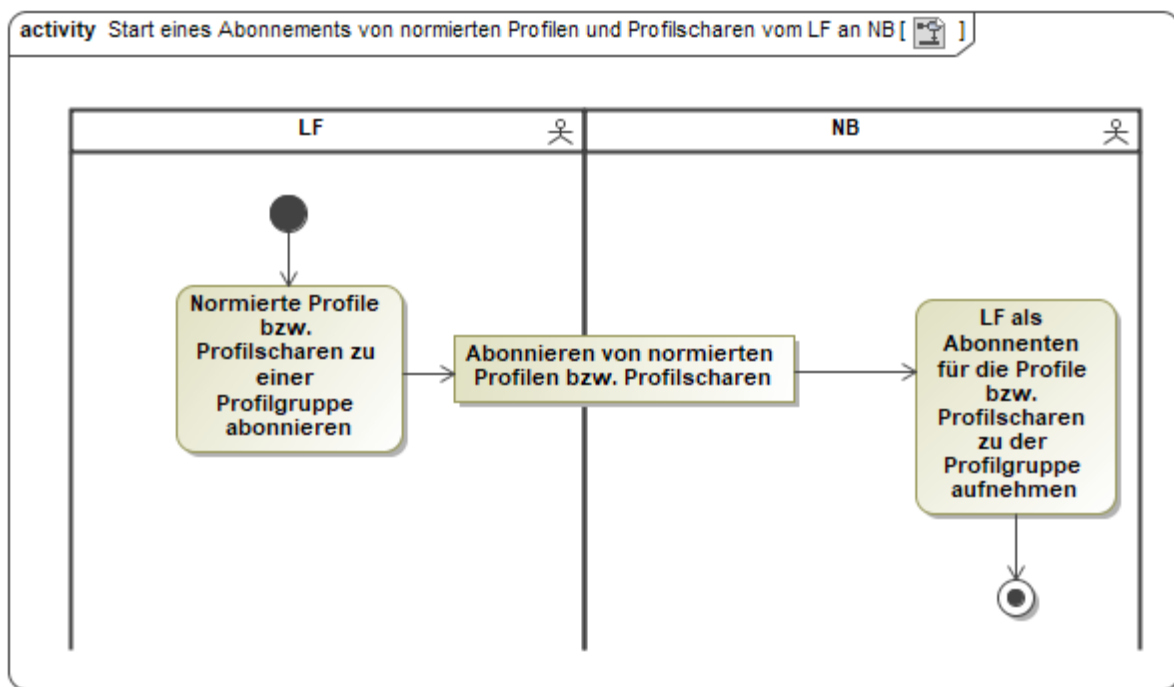 activity Start eines Abonnements von normierten Profilen und Profilscharen vom LF an NB [ ]
LF
NB
Normierte Profile
bzw.
Profilscharen zu
einer
Profilgruppe
abonnieren
Abonnieren von normierten
Profilen bzw. Profilscharen
LF als
Abonnenten
für die Profile
bzw.
Profilscharen
zu der
Profilgruppe
aufnehmen